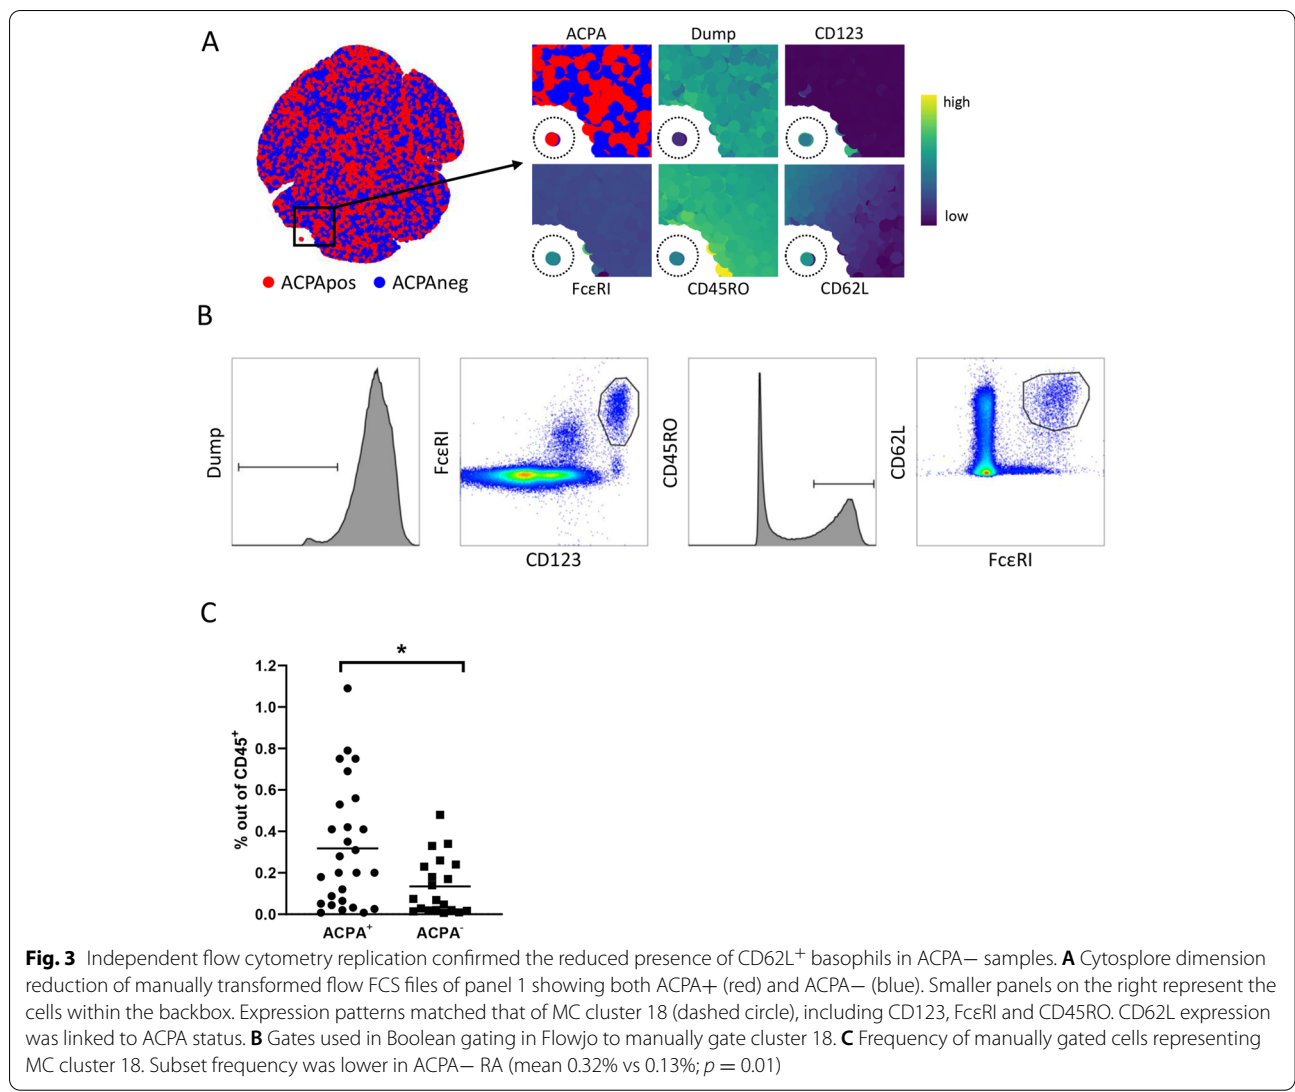 A
ACPA
Dump
CD123
high
low
FcεRI
CD45RO
CD62L
ACPApos
ACPAneg
B
Dump
FcεRI
CD123
CD45RO
CD62L
FcεRI
C
*
% out of CD45+
1.2
1.0
0.8
0.6
0.4
0.2
0.0
ACPA+
ACPA-
Fig. 3 Independent flow cytometry replication confirmed the reduced presence of CD62L+ basophils in ACPA− samples. A Cytosplore dimension
reduction of manually transformed flow FCS files of panel 1 showing both ACPA+ (red) and ACPA− (blue). Smaller panels on the right represent the
cells within the backbox. Expression patterns matched that of MC cluster 18 (dashed circle), including CD123, FcεRI and CD45RO. CD62L expression
was linked to ACPA status. B Gates used in Boolean gating in Flowjo to manually gate cluster 18. C Frequency of manually gated cells representing
MC cluster 18. Subset frequency was lower in ACPA− RA (mean 0.32% vs 0.13%; p = 0.01)